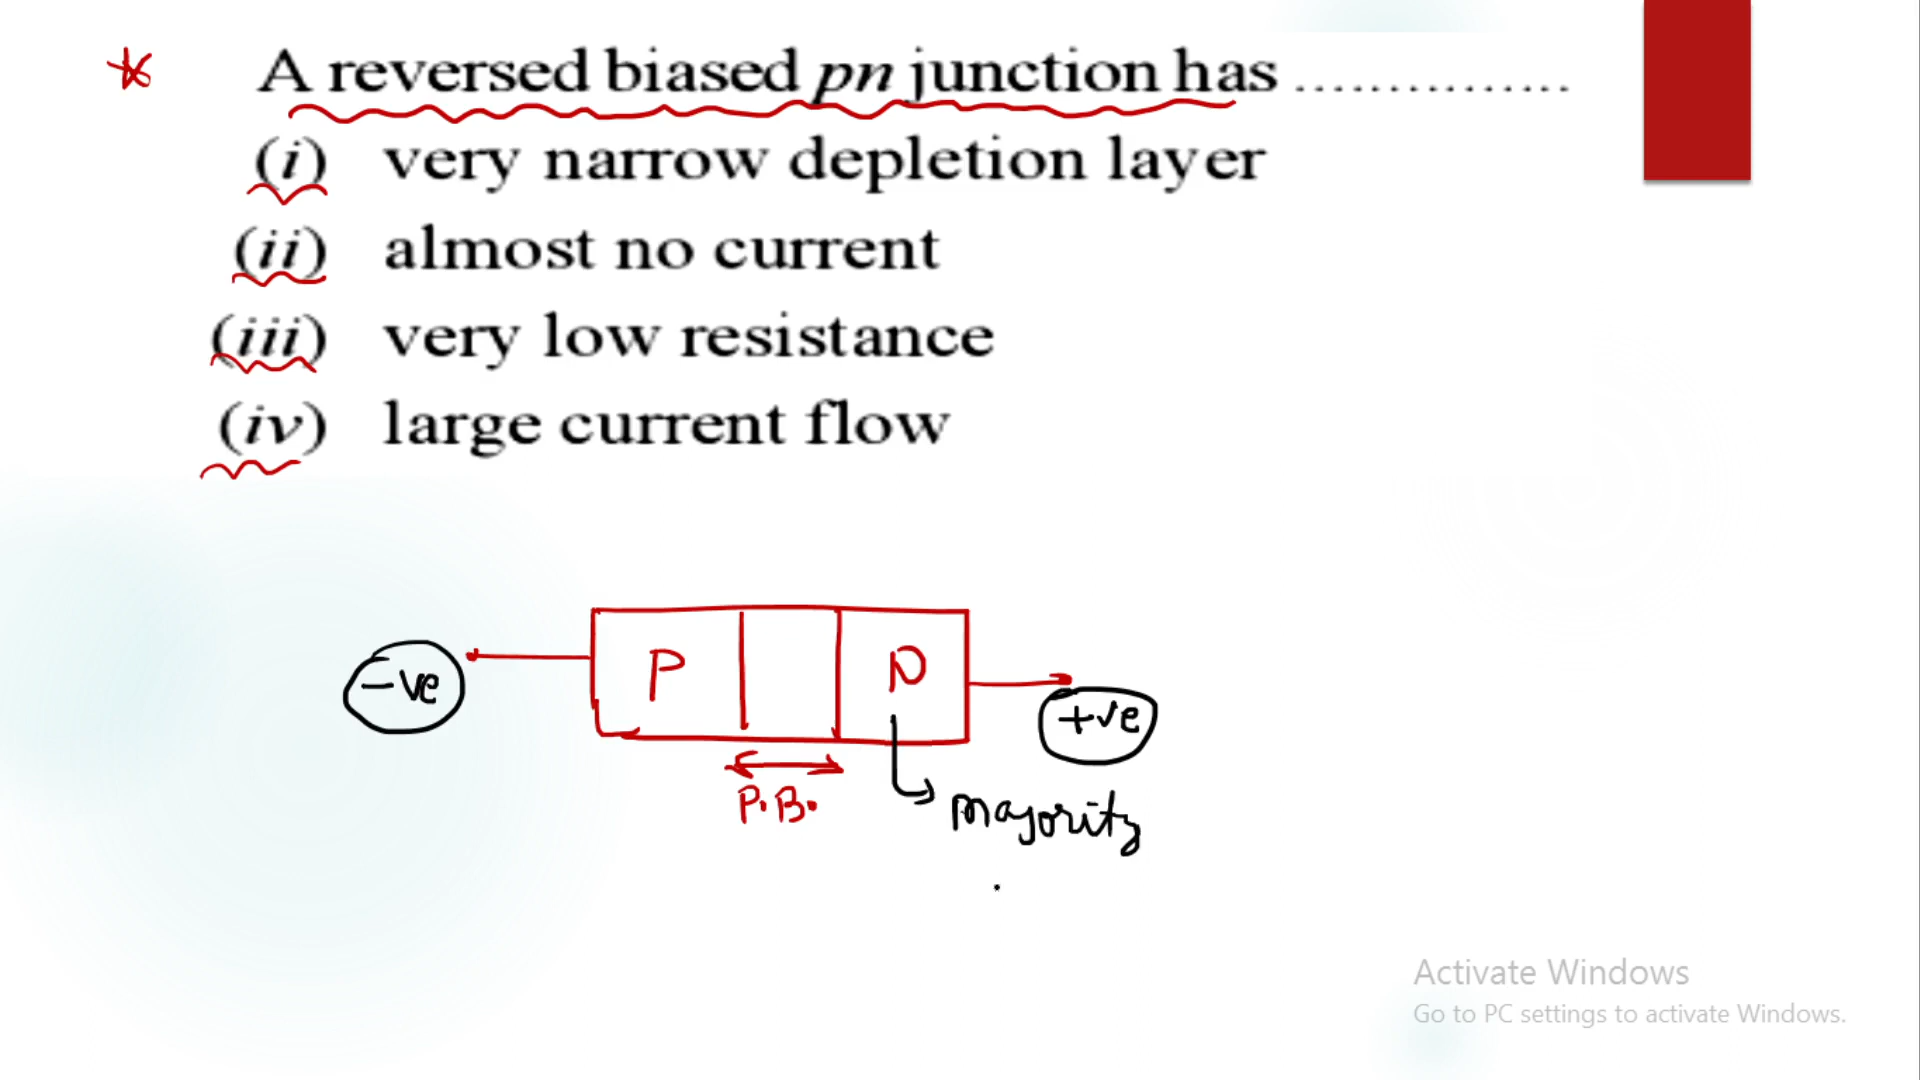 A reversed biased pn junction has ...............
(i) very narrow depletion layer
(ii) almost no current
(iii) very low resistance
(iv) large current flow
-ve P N +ve
P.B. majority
Activate Windows
Go to PC settings to activate Windows.